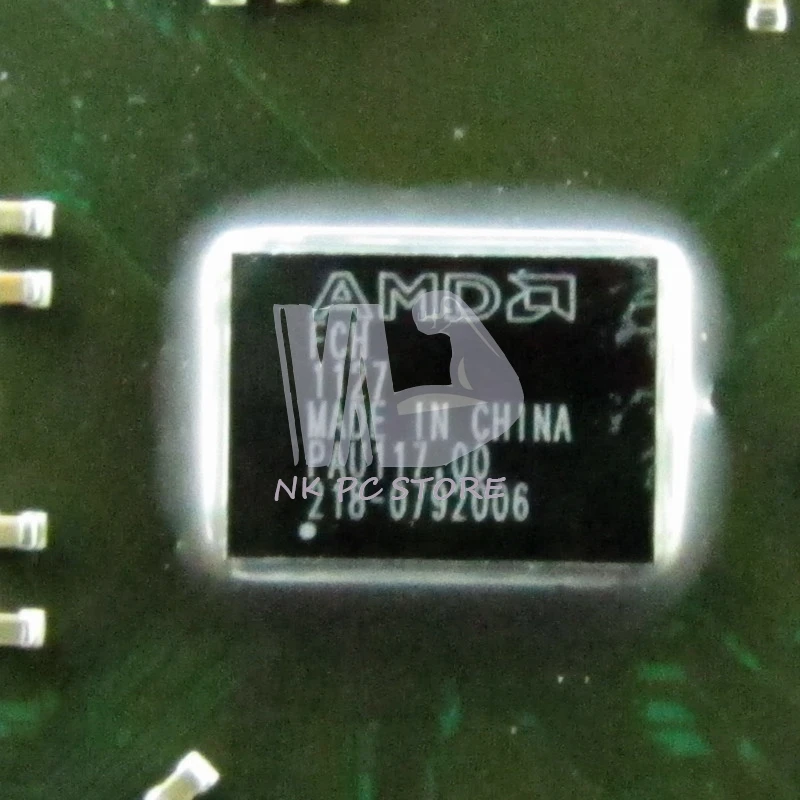 AMD
FCH
1127
MADE IN CHINA
PAU117.00
NK PC STORE
218-0792006